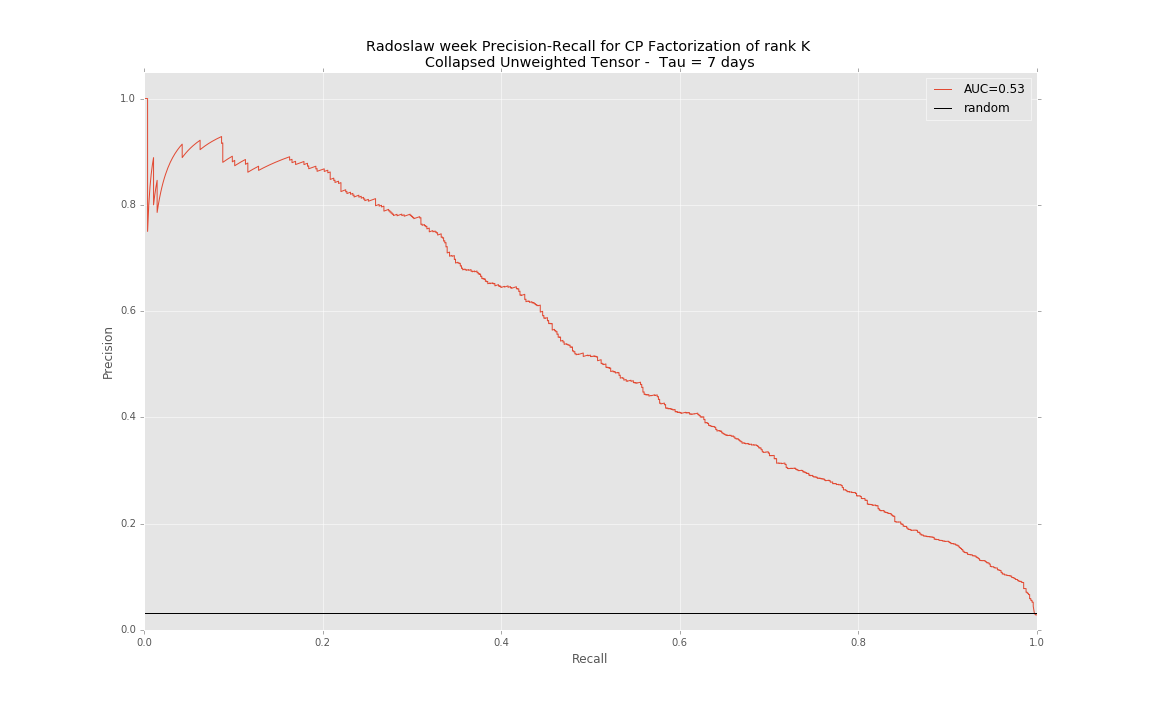 Radoslaw week Precision-Recall for CP Factorization of rank K
Collapsed Unweighted Tensor -  Tau = 7 days
AUC=0.53
random
1.0
0.8
0.6
0.4
0.2
0.0
Precision
0.0 0.2 0.4 0.6 0.8 1.0
Recall